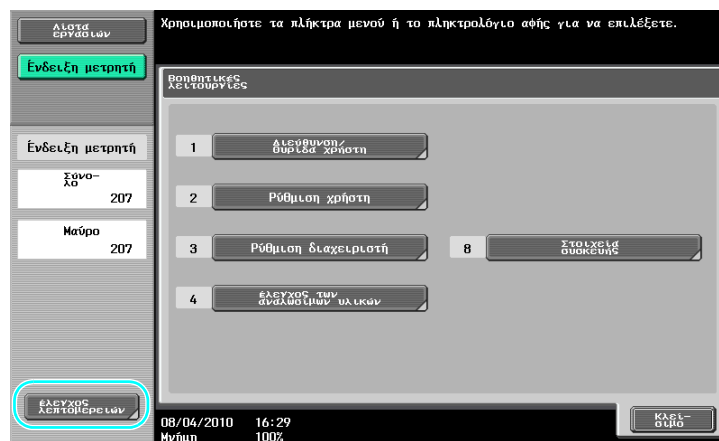 Λίστα
εργασιών
Ένδειξη μετρητή
Ένδειξη μετρητή
Σύνο-
λο
207
Μαύρο
207
έλεγχος
λεπτομερειών
Χρησιμοποιήστε τα πλήκτρα μενού ή το πληκτρολόγιο αφής για να επιλέξετε.
Βοηθητικές
λειτουργίες
1 Διεύθυνση/
θυρίδα χρήστη
2 Ρύθμιση χρήστη
3 Ρύθμιση διαχειριστή
4 έλεγχος των
αναλώσιμων υλικών
8 Στοιχεία
συσκευής
08/04/2010 16:29
Μνήμη 100%
Κλεί-
σιμο